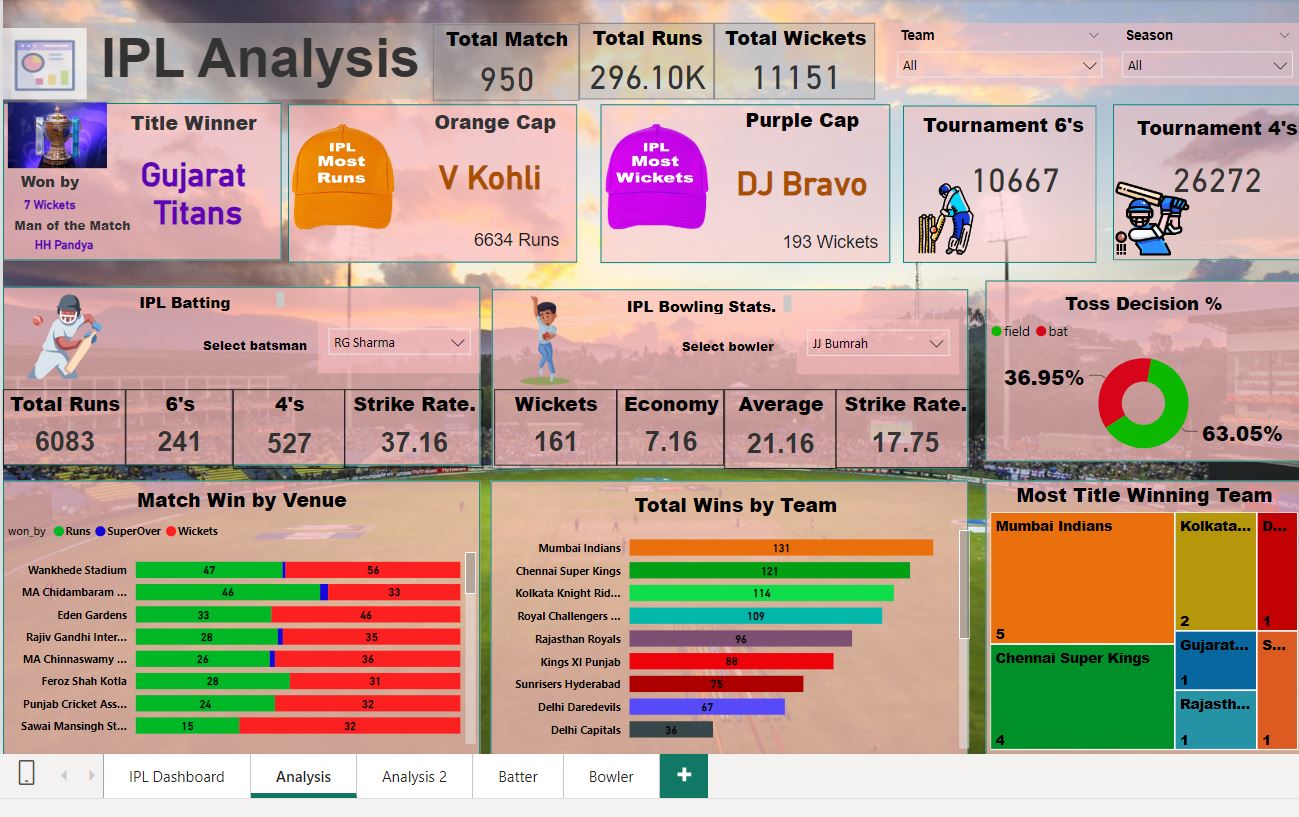 IPL Analysis
Total Match
950
Total Runs
296.10K
Total Wickets
11151
Team
All
Season
All
Title Winner
Gujarat
Titans
Won by
7 Wickets
Man of the Match
HH Pandya
IPL
Most
Runs
Orange Cap
V Kohli
6634 Runs
IPL
Most
Wickets
Purple Cap
DJ Bravo
193 Wickets
Tournament 6's
10667
Tournament 4's
26272
IPL Batting
Select batsman
RG Sharma
Total Runs
6083
6's
241
4's
527
Strike Rate.
37.16
IPL Bowling Stats.
Select bowler
JJ Bumrah
Wickets
161
Economy
7.16
Average
21.16
Strike Rate.
17.75
Toss Decision %
field bat
36.95%
63.05%
Match Win by Venue
won_by Runs SuperOver Wickets
Wankhede Stadium 47 56
MA Chidambaram ... 46 33
Eden Gardens 33 46
Rajiv Gandhi Inter... 28 35
MA Chinnaswamy ... 26 36
Feroz Shah Kotla 28 31
Punjab Cricket Ass... 24 32
Sawai Mansingh St... 15 32
Total Wins by Team
Mumbai Indians 131
Chennai Super Kings 121
Kolkata Knight Rid... 114
Royal Challengers ... 109
Rajasthan Royals 96
Kings XI Punjab 88
Sunrisers Hyderabad 75
Delhi Daredevils 67
Delhi Capitals 36
Most Title Winning Team
Mumbai Indians
5
Chennai Super Kings
4
Kolkata...
2
D...
1
Gujarat...
1
Rajasth...
1
S...
1
IPL Dashboard
Analysis
Analysis 2
Batter
Bowler
+